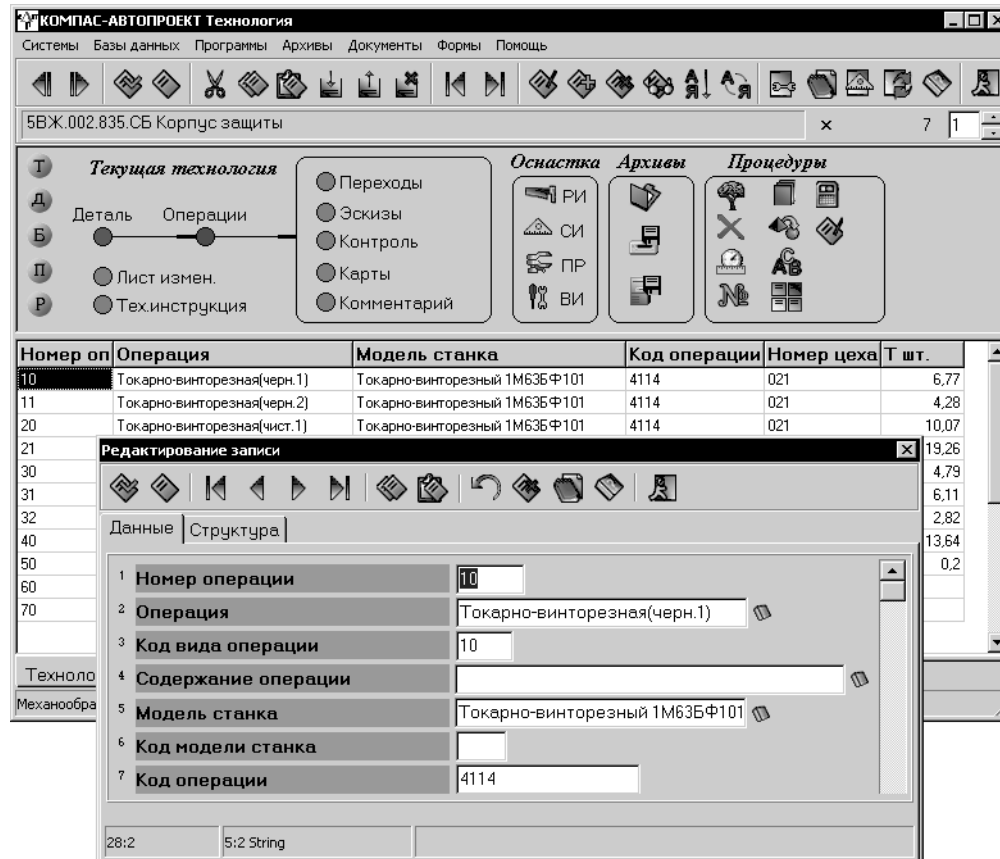 КОМПАС-АВТОПРОЕКТ Технология
Системы Базы данных Программы Архивы Документы Формы Помощь
5ВЖ.002.835.СБ Корпус защиты × 7 1
Т Текущая технология Переходы Оснастка Архивы Процедуры
Д Деталь Операции Эскизы РИ
Б Контроль СИ
П Лист измен. Карты ПР
Р Тех.инструкция Комментарий ВИ
Номер оп Операция Модель станка Код операции Номер цеха Т шт.
10 Токарно-винторезная(черн.1) Токарно-винторезный 1М63БФ101 4114 021 6,77
11 Токарно-винторезная(черн.2) Токарно-винторезный 1М63БФ101 4114 021 4,28
20 Токарно-винторезная(чист.1) Токарно-винторезный 1М63БФ101 4114 021 10,07
21 19,26
30 4,79
31 6,11
32 2,82
40 13,64
50 0,2
60
70
Техноло
Механообра
Редактирование записи
Данные Структура
1 Номер операции 10
2 Операция Токарно-винторезная(черн.1)
3 Код вида операции 10
4 Содержание операции
5 Модель станка Токарно-винторезный 1М63БФ101
6 Код модели станка
7 Код операции 4114
28:2 5:2 String